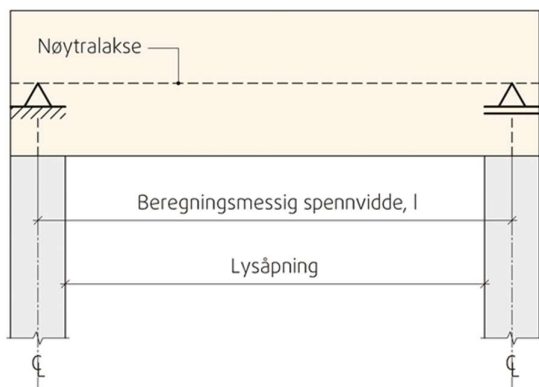 Nøytralakse
Beregningsmessig spennvidde, l
Lysåpning
℄ ℄